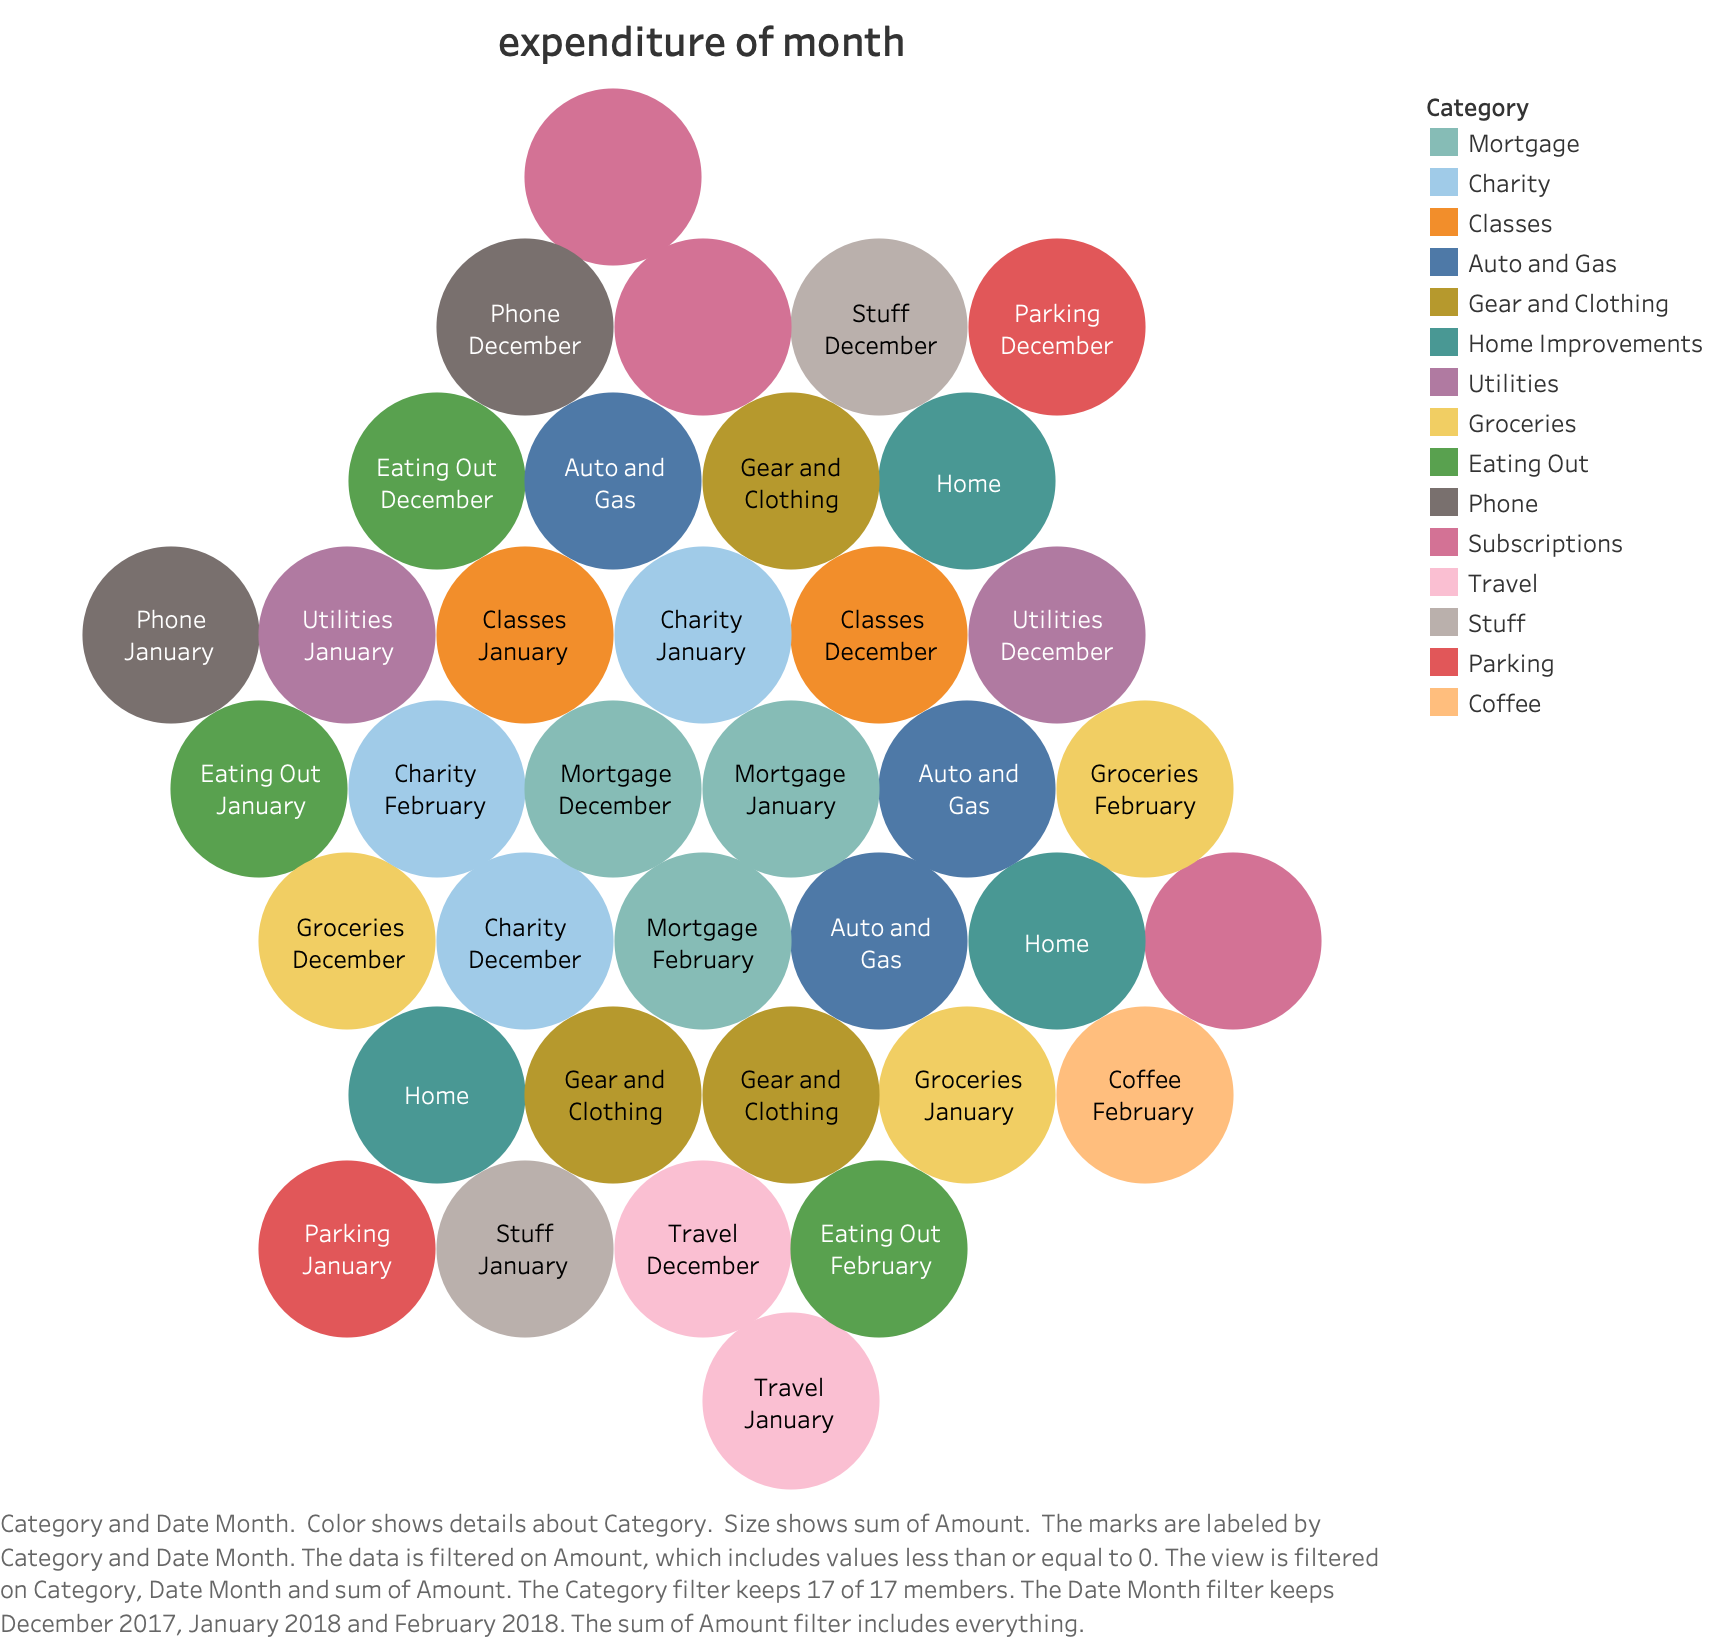 expenditure of month
Category
Mortgage
Charity
Classes
Auto and Gas
Gear and Clothing
Home Improvements
Utilities
Groceries
Eating Out
Phone
Subscriptions
Travel
Stuff
Parking
Coffee
Phone
December
Stuff
December
Parking
December
Eating Out
December
Auto and
Gas
Gear and
Clothing
Home
Phone
January
Utilities
January
Classes
January
Charity
January
Classes
December
Utilities
December
Eating Out
January
Charity
February
Mortgage
December
Mortgage
January
Auto and
Gas
Groceries
February
Groceries
December
Charity
December
Mortgage
February
Auto and
Gas
Home
Home
Gear and
Clothing
Gear and
Clothing
Groceries
January
Coffee
February
Parking
January
Stuff
January
Travel
December
Eating Out
February
Travel
January
Category and Date Month.  Color shows details about Category.  Size shows sum of Amount.  The marks are labeled by
Category and Date Month. The data is filtered on Amount, which includes values less than or equal to 0. The view is filtered
on Category, Date Month and sum of Amount. The Category filter keeps 17 of 17 members. The Date Month filter keeps
December 2017, January 2018 and February 2018. The sum of Amount filter includes everything.